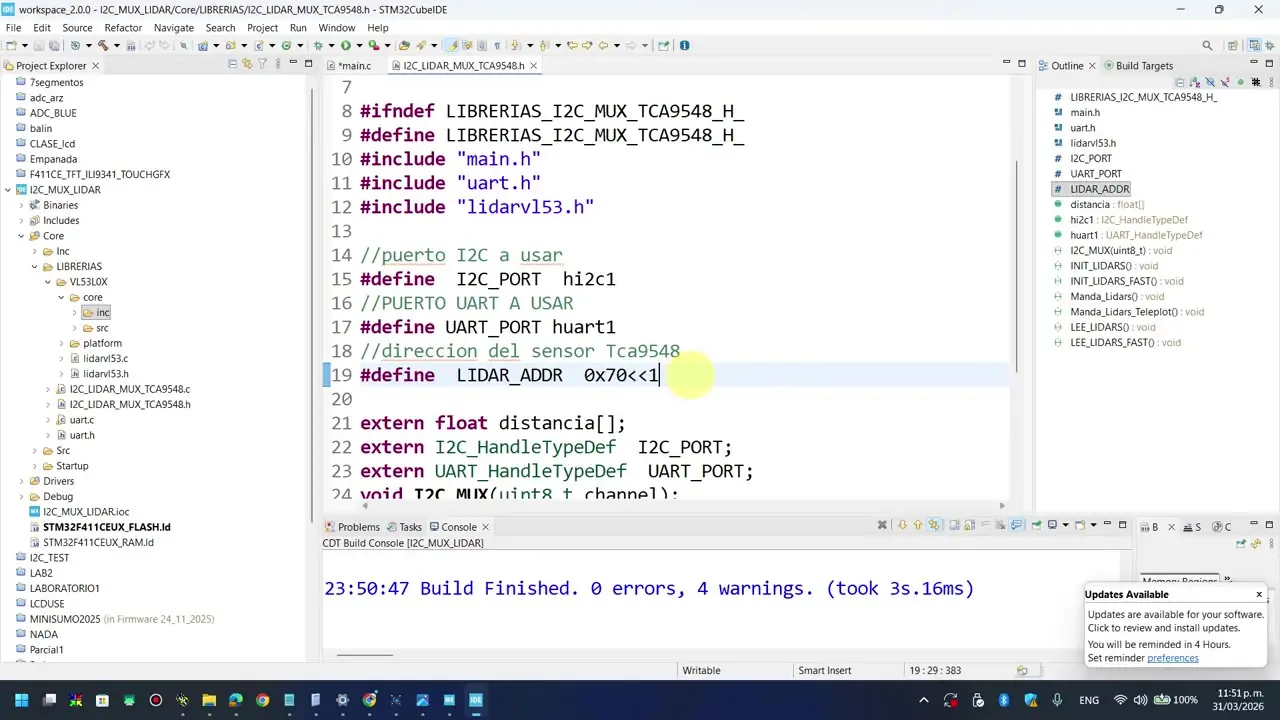 workspace_2.0.0 - I2C_MUX_LIDAR/Core/LIBRERIAS/I2C_LIDAR_MUX_TCA9548.h - STM32CubeIDE
File Edit Source Refactor Navigate Search Project Run Window Help
Project Explorer
7segmentos
adc_arz
ADC_BLUE
balin
CLASE_lcd
Empanada
F411CE_TFT_ILI9341_TOUCHGFX
I2C_MUX_LIDAR
Binaries
Includes
Core
Inc
LIBRERIAS
VL53L0X
core
inc
src
platform
lidarvl53.c
lidarvl53.h
I2C_LIDAR_MUX_TCA9548.c
I2C_LIDAR_MUX_TCA9548.h
uart.c
uart.h
Src
Startup
Drivers
Debug
I2C_MUX_LIDAR.ioc
STM32F411CEUX_FLASH.ld
STM32F411CEUX_RAM.ld
I2C_TEST
LAB2
LABORATORIO1
LCDUSE
MINISUMO2025 (in Firmware 24_11_2025)
NADA
Parcial1
*main.c I2C_LIDAR_MUX_TCA9548.h
7
8 #ifndef LIBRERIAS_I2C_MUX_TCA9548_H_
9 #define LIBRERIAS_I2C_MUX_TCA9548_H_
10 #include "main.h"
11 #include "uart.h"
12 #include "lidarvl53.h"
13
14 //puerto I2C a usar
15 #define I2C_PORT hi2c1
16 //PUERTO UART A USAR
17 #define UART_PORT huart1
18 //direccion del sensor Tca9548
19 #define LIDAR_ADDR 0x70<<1
20
21 extern float distancia[];
22 extern I2C_HandleTypeDef I2C_PORT;
23 extern UART_HandleTypeDef UART_PORT;
24 void I2C_MUX(uint8_t channel);
Outline Build Targets
LIBRERIAS_I2C_MUX_TCA9548_H_
main.h
uart.h
lidarvl53.h
I2C_PORT
UART_PORT
LIDAR_ADDR
distancia : float[]
hi2c1 : I2C_HandleTypeDef
huart1 : UART_HandleTypeDef
I2C_MUX(uint8_t) : void
INIT_LIDARS() : void
INIT_LIDARS_FAST() : void
Manda_Lidars() : void
Manda_Lidars_Teleplot() : void
LEE_LIDARS() : void
LEE_LIDARS_FAST() : void
Problems Tasks Console
CDT Build Console [I2C_MUX_LIDAR]
23:50:47 Build Finished. 0 errors, 4 warnings. (took 3s.16ms)
B S C
Memory Regions
Updates Available
Updates are available for your software.
Click to review and install updates.
You will be reminded in 4 Hours.
Set reminder preferences
Writable Smart Insert 19 : 29 : 383
IDE
ENG 100% 11:51 p.m.
31/03/2026